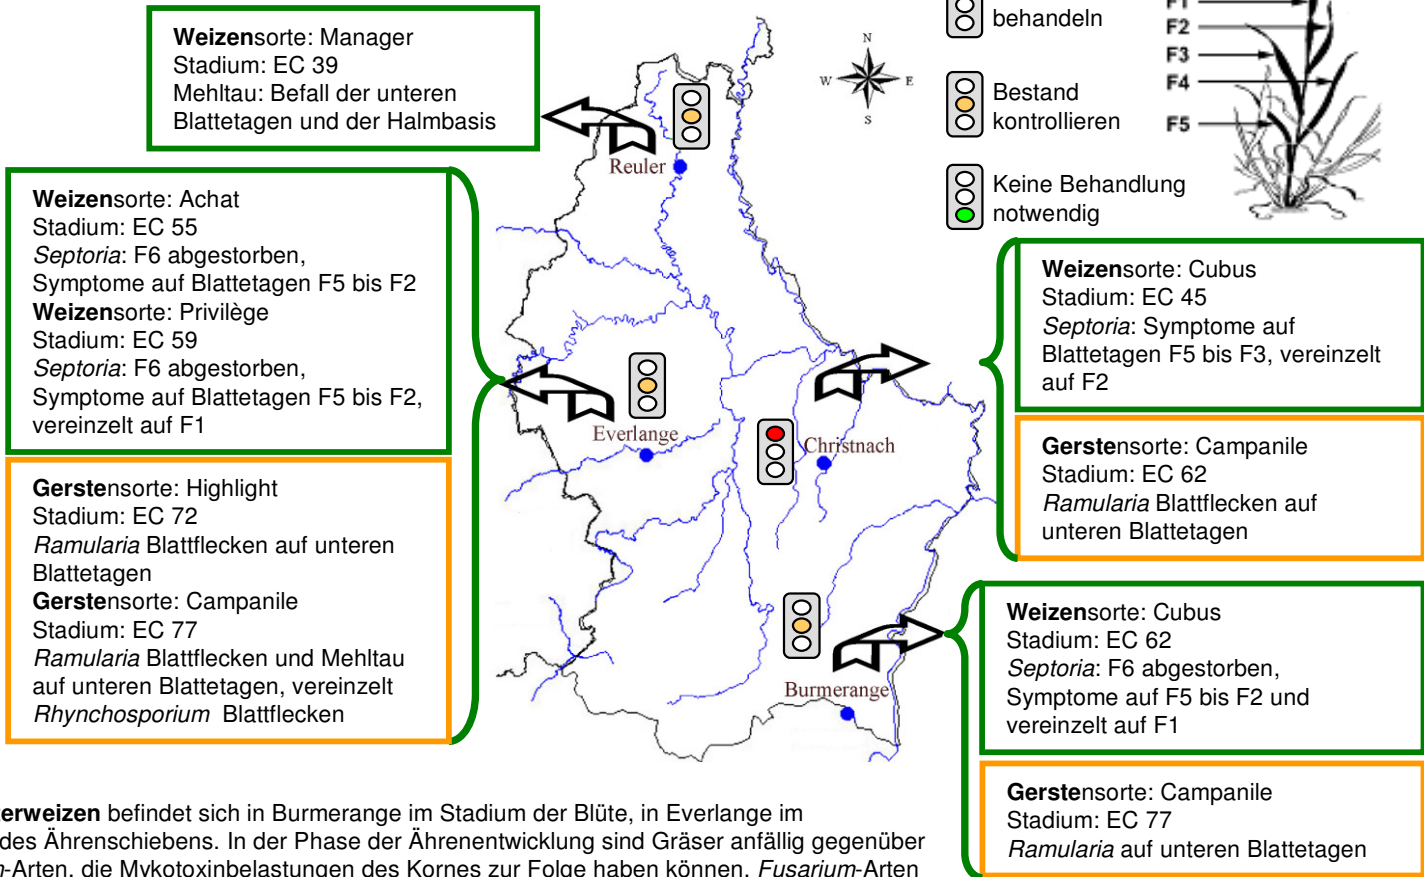 Weizensorte: Manager
Stadium: EC 39
Mehltau: Befall der unteren
Blattetagen und der Halmbasis
Weizensorte: Achat
Stadium: EC 55
Septoria: F6 abgestorben,
Symptome auf Blattetagen F5 bis F2
Weizensorte: Privilège
Stadium: EC 59
Septoria: F6 abgestorben,
Symptome auf Blattetagen F5 bis F2,
vereinzelt auf F1
Gerstensorte: Highlight
Stadium: EC 72
Ramularia Blattflecken auf unteren
Blattetagen
Gerstensorte: Campanile
Stadium: EC 77
Ramularia Blattflecken und Mehltau
auf unteren Blattetagen, vereinzelt
Rhynchosporium Blattflecken
N
W E
S
Reuler
Everlange
Christnach
Burmerange
behandeln
Bestand
kontrollieren
Keine Behandlung
notwendig
F1
F2
F3
F4
F5
Weizensorte: Cubus
Stadium: EC 45
Septoria: Symptome auf
Blattetagen F5 bis F3, vereinzelt
auf F2
Gerstensorte: Campanile
Stadium: EC 62
Ramularia Blattflecken auf
unteren Blattetagen
Weizensorte: Cubus
Stadium: EC 62
Septoria: F6 abgestorben,
Symptome auf F5 bis F2 und
vereinzelt auf F1
Gerstensorte: Campanile
Stadium: EC 77
Ramularia auf unteren Blattetagen
terweizen befindet sich in Burmerange im Stadium der Blüte, in Everlange im
des Ährenschiebens. In der Phase der Ährenentwicklung sind Gräser anfällig gegenüber
-Arten, die Mykotoxinbelastungen des Kornes zur Folge haben können. Fusarium-Arten